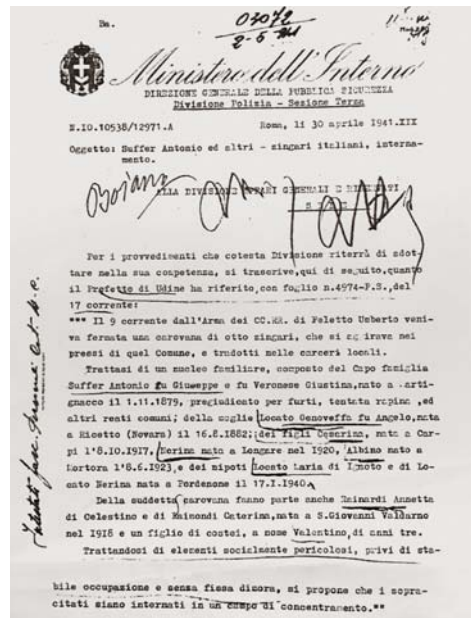 Bn.
03072
2-5 
Ministero dell'Interno
DIREZIONE GENERALE DELLA PUBBLICA SICUREZZA
Divisione Polizia - Sezione Terza
N.10.10538/12971.A Roma, li 30 aprile 1941.XIX
Oggetto: Suffer Antonio ed altri - zingari italiani, interna-
mento.
Boiano
ALLA DIVISIONE AFFARI GENERALI E RISERVATI
S E D E
Per i provvedimenti che cotesta Divisione riterrà di adot-
tare nella sua competenza, si trascrive,qui di seguito,quanto
il Prefetto di Udine ha riferito,con foglio n.4974-P.S.,del
17 corrente:
""" Il 9 corrente dall'Arma dei CC.RR. di Feletto Umberto veni-
va fermata una carovana di otto zingari, che si aggirava nei
pressi di quel Comune, e tradotti nelle carceri locali.
Trattasi di un nucleo familiare, composto del Capo famiglia
Suffer Antonio fu Giuseppe e fu Veronese Giustina,nato a Marti-
gnacco il 1.11.1879, pregiudicato per furti, tentata rapina ,ed
altri reati comuni; della moglie Locato Genoveffa fu Angelo,nata
a Ricetto (Novara) il 16.8.1882; dei figli Ceserina, nata a Car-
pi l'8.10.1917, Nerina nata a Longare nel 1920, Albino nato a
Mortora l'8.6.1923,e dei nipoti Locato Maria di Ignoto e di Lo-
cato Nerina nata a Pordenone il 17.I.1940.
Della suddetta carovana fanno parte anche Mainardi Annetta
di Celestino e di Raimondi Caterina,nata a S.Giovanni Valdarno
nel 1918 e un figlio di costei, a nome Valentino,di anni tre.
Trattandosi di elementi socialmente pericolosi, privi di sta-
bile occupazione e senza fissa dimora, si propone che i sopra-
citati siano internati in un campo di concentramento.""